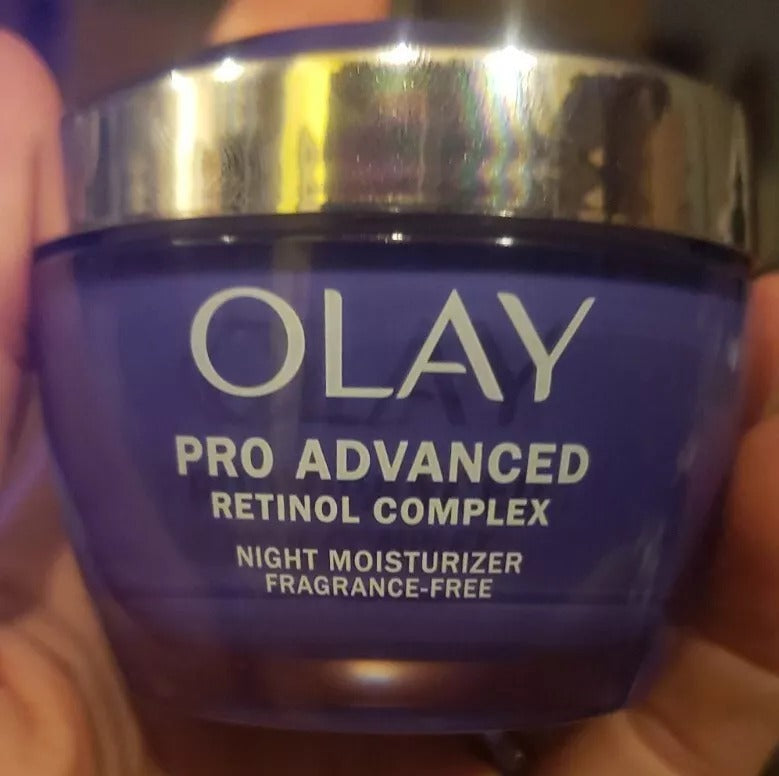 OLAY
PRO ADVANCED
RETINOL COMPLEX
NIGHT MOISTURIZER
FRAGRANCE-FREE